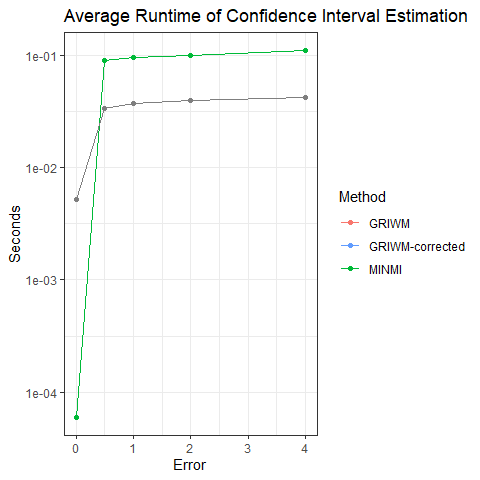 Average Runtime of Confidence Interval Estimation
1e-01
1e-02
1e-03
1e-04
Seconds
0
1
2
3
4
Error
Method
GRIWM
GRIWM-corrected
MINMI